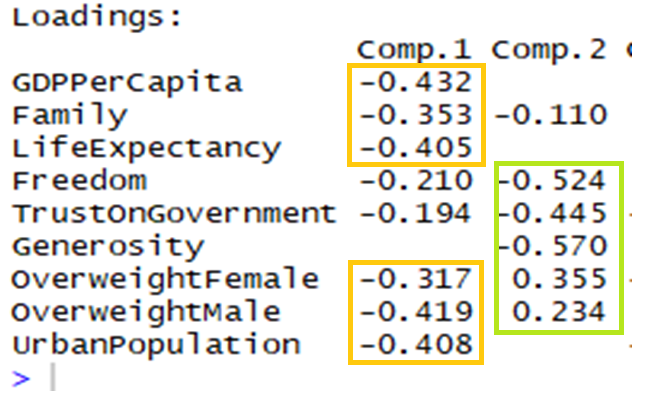 Loadings:
Comp.1 Comp.2
GDPPerCapita -0.432
Family -0.353 -0.110
LifeExpectancy -0.405
Freedom -0.210 -0.524
TrustOnGovernment -0.194 -0.445 -
Generosity -0.570
OverweightFemale -0.317 0.355 -
OverweightMale -0.419 0.234
UrbanPopulation -0.408 -
>